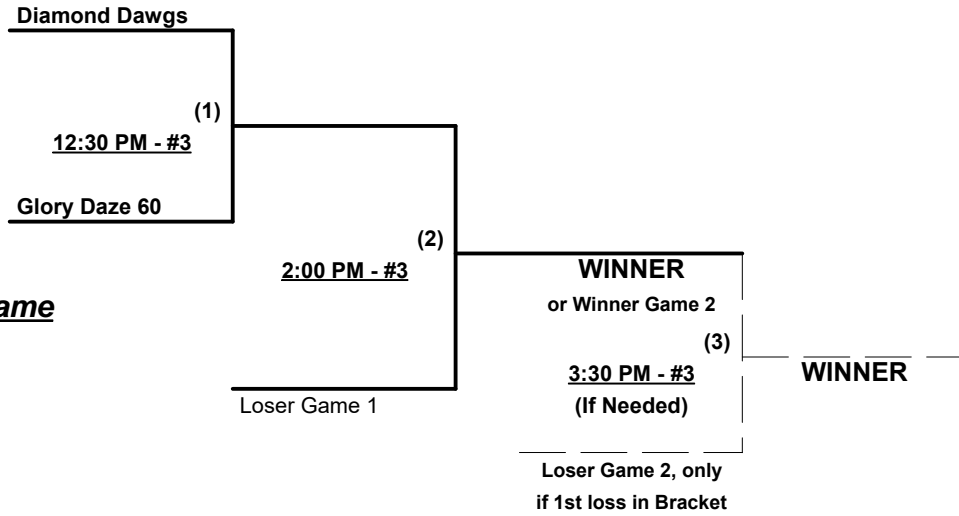 Diamond Dawgs
(1)
12:30 PM - #3
Glory Daze 60
(2)
2:00 PM - #3
WINNER
or Winner Game 2
(3)
3:30 PM - #3
WINNER
(If Needed)
Loser Game 1
Loser Game 2, only
if 1st loss in Bracket